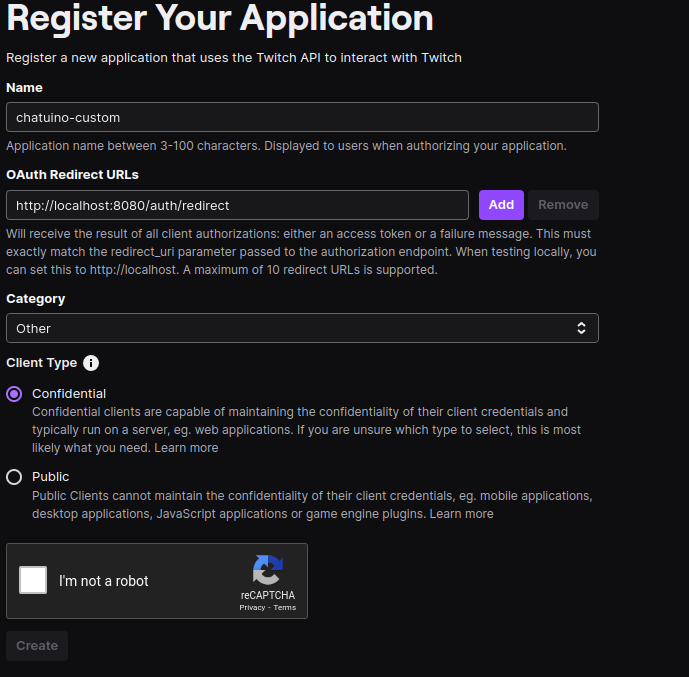 Register Your Application
Register a new application that uses the Twitch API to interact with Twitch
Name
chatuino-custom
Application name between 3-100 characters. Displayed to users when authorizing your application.
OAuth Redirect URLs
http://localhost:8080/auth/redirect
Add
Remove
Will receive the result of all client authorizations: either an access token or a failure message. This must
exactly match the redirect_uri parameter passed to the authorization endpoint. When testing locally, you
can set this to http://localhost. A maximum of 10 redirect URLs is supported.
Category
Other
Client Type
Confidential
Confidential clients are capable of maintaining the confidentiality of their client credentials and
typically run on a server, eg. web applications. If you are unsure which type to select, this is most
likely what you need. Learn more
Public
Public Clients cannot maintain the confidentiality of their client credentials, eg. mobile applications,
desktop applications, JavaScript applications or game engine plugins. Learn more
I'm not a robot
reCAPTCHA
Privacy - Terms
Create